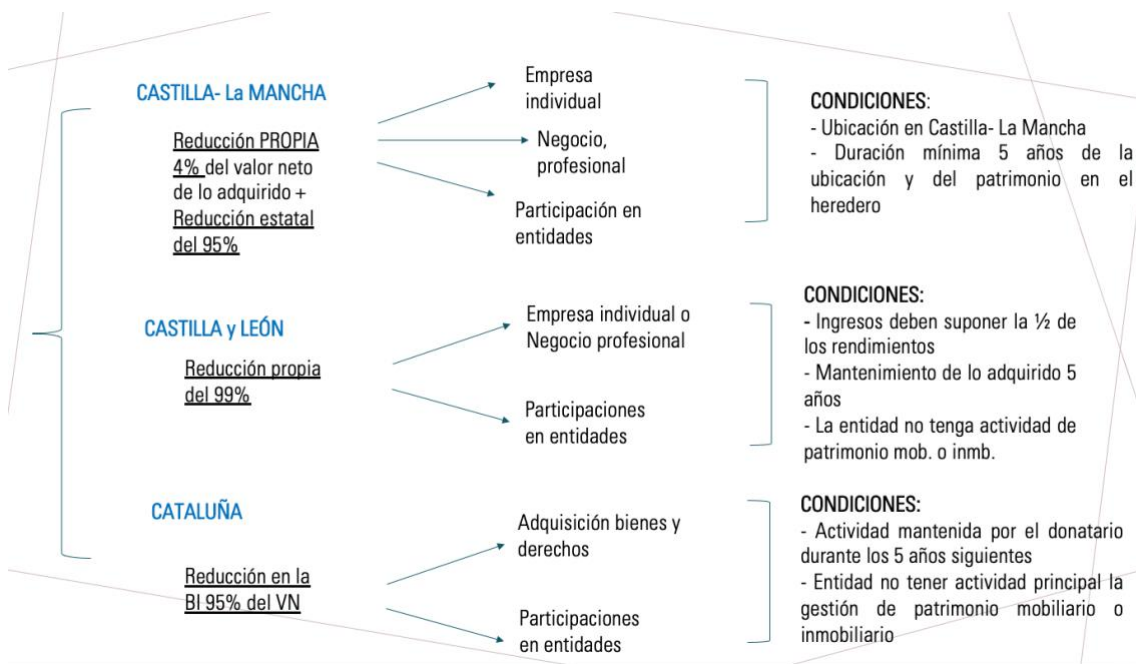 CASTILLA- La MANCHA
Reducción PROPIA
4% del valor neto
de lo adquirido +
Reducción estatal
del 95%
Empresa
individual
Negocio,
profesional
Participación en
entidades
CONDICIONES:
- Ubicación en Castilla- La Mancha
- Duración mínima 5 años de la
ubicación y del patrimonio en el
heredero
CASTILLA y LEÓN
Reducción propia
del 99%
Empresa individual o
Negocio profesional
Participaciones
en entidades
CONDICIONES:
- Ingresos deben suponer la ½ de
los rendimientos
- Mantenimiento de lo adquirido 5
años
- La entidad no tenga actividad de
patrimonio mob. o inmb.
CATALUÑA
Reducción en la
BI 95% del VN
Adquisición bienes y
derechos
Participaciones
en entidades
CONDICIONES:
- Actividad mantenida por el donatario
durante los 5 años siguientes
- Entidad no tener actividad principal la
gestión de patrimonio mobiliario o
inmobiliario